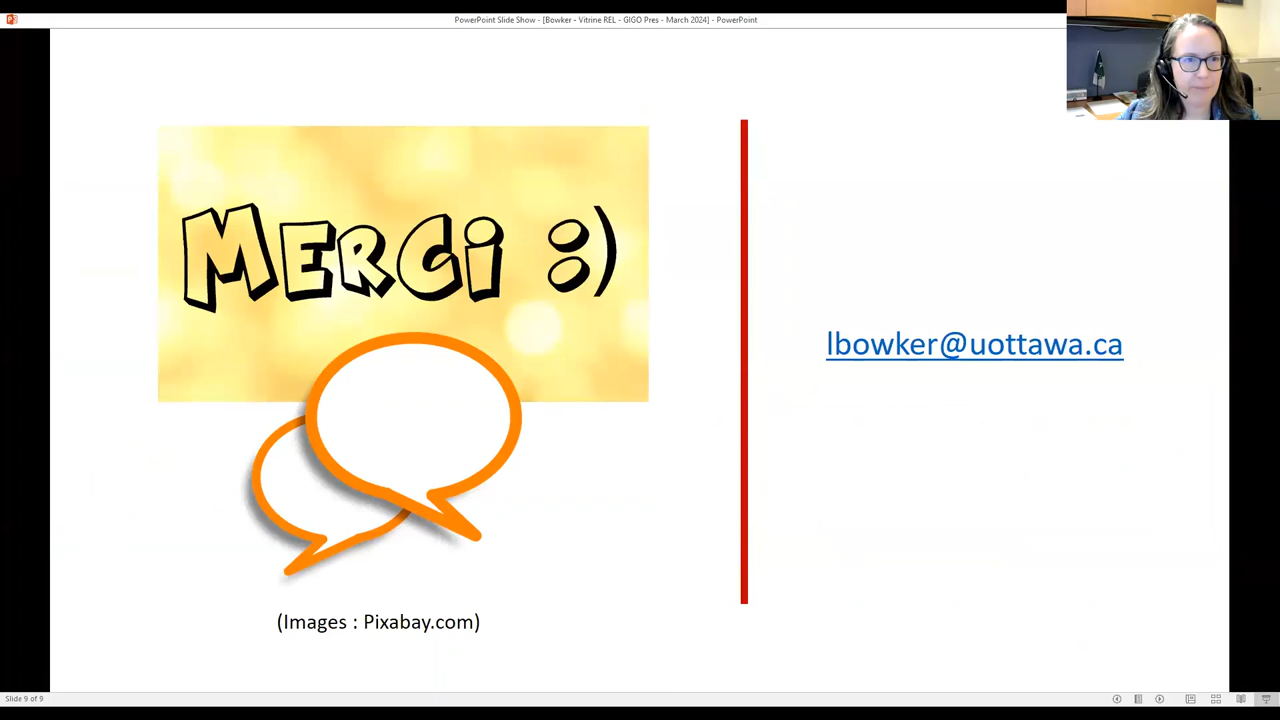 PowerPoint Slide Show - [Bowker - Vitrine REL - GIGO Pres - March 2024] - PowerPoint
Merci :)
lbowker@uottawa.ca
(Images : Pixabay.com)
Slide 9 of 9